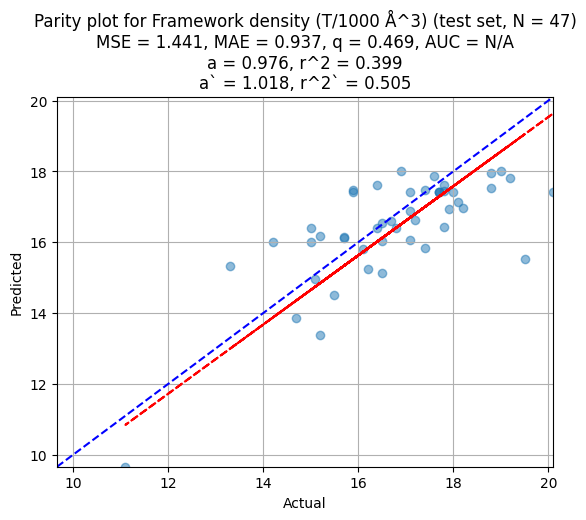 Parity plot for Framework density (T/1000 Å^3) (test set, N = 47)
MSE = 1.441, MAE = 0.937, q = 0.469, AUC = N/A
a = 0.976, r^2 = 0.399
a` = 1.018, r^2` = 0.505
20
18
16
14
12
10
Predicted
10 12 14 16 18 20
Actual